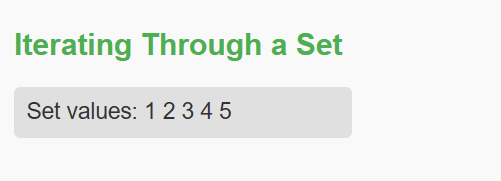 Iterating Through a Set
Set values: 1 2 3 4 5